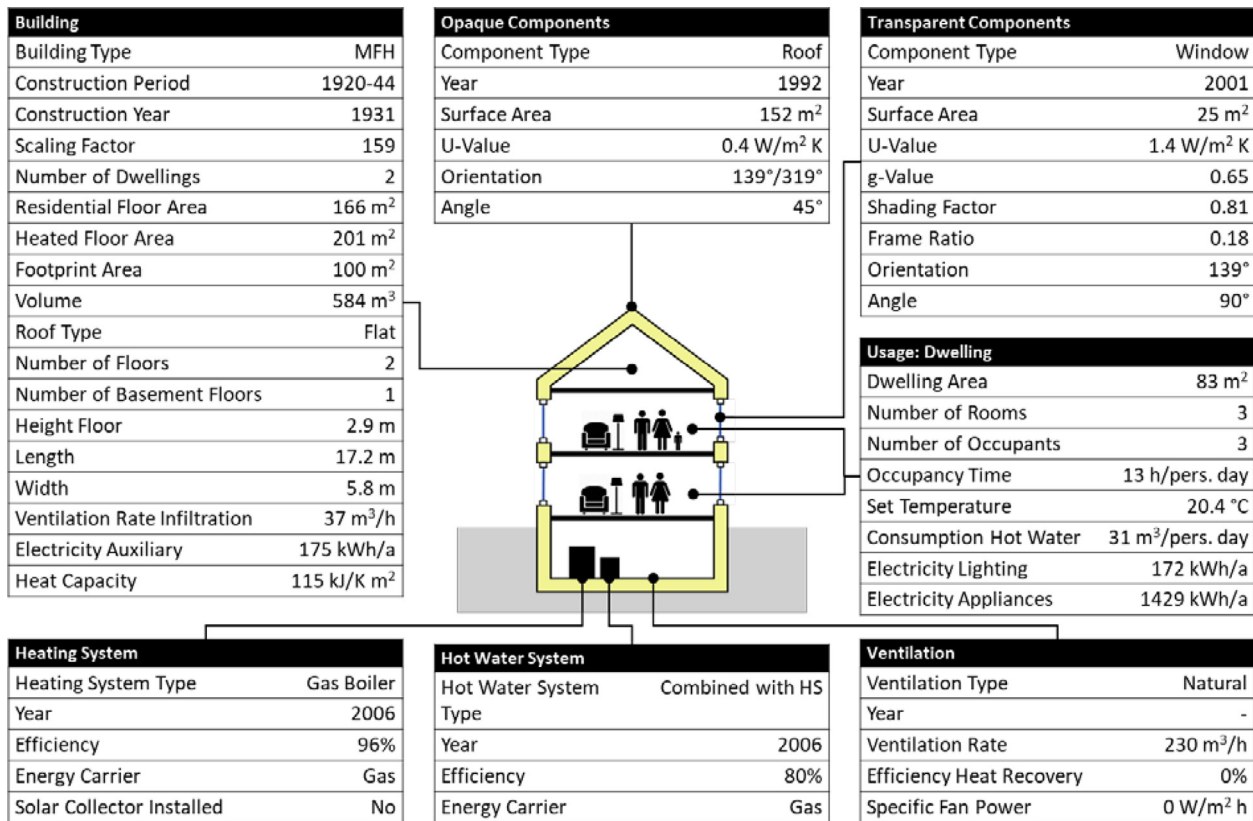 Building
Building Type MFH
Construction Period 1920-44
Construction Year 1931
Scaling Factor 159
Number of Dwellings 2
Residential Floor Area 166 m²
Heated Floor Area 201 m²
Footprint Area 100 m²
Volume 584 m³
Roof Type Flat
Number of Floors 2
Number of Basement Floors 1
Height Floor 2.9 m
Length 17.2 m
Width 5.8 m
Ventilation Rate Infiltration 37 m³/h
Electricity Auxiliary 175 kWh/a
Heat Capacity 115 kJ/K m²
Opaque Components
Component Type Roof
Year 1992
Surface Area 152 m²
U-Value 0.4 W/m² K
Orientation 139°/319°
Angle 45°
Transparent Components
Component Type Window
Year 2001
Surface Area 25 m²
U-Value 1.4 W/m² K
g-Value 0.65
Shading Factor 0.81
Frame Ratio 0.18
Orientation 139°
Angle 90°
Usage: Dwelling
Dwelling Area 83 m²
Number of Rooms 3
Number of Occupants 3
Occupancy Time 13 h/pers. day
Set Temperature 20.4 °C
Consumption Hot Water 31 m³/pers. day
Electricity Lighting 172 kWh/a
Electricity Appliances 1429 kWh/a
Heating System
Heating System Type Gas Boiler
Year 2006
Efficiency 96%
Energy Carrier Gas
Solar Collector Installed No
Hot Water System
Hot Water System Combined with HS
Type
Year 2006
Efficiency 80%
Energy Carrier Gas
Ventilation
Ventilation Type Natural
Year -
Ventilation Rate 230 m³/h
Efficiency Heat Recovery 0%
Specific Fan Power 0 W/m² h